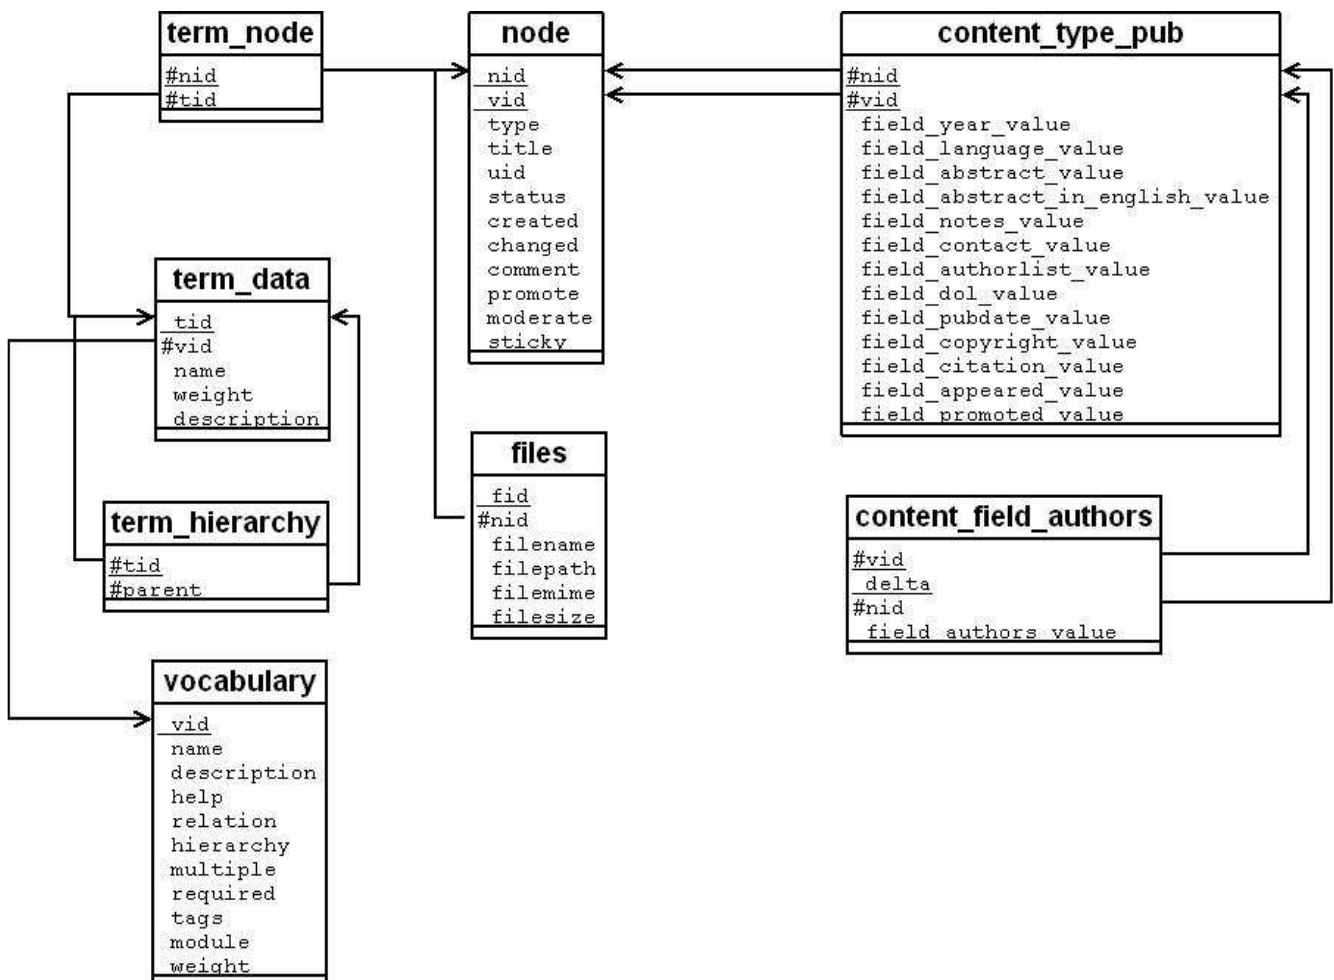 term_node
#nid
#tid
node
nid
vid
type
title
uid
status
created
changed
comment
promote
moderate
sticky
content_type_pub
#nid
#vid
field_year_value
field_language_value
field_abstract_value
field_abstract_in_english_value
field_notes_value
field_contact_value
field_authorlist_value
field_dol_value
field_pubdate_value
field_copyright_value
field_citation_value
field_appeared_value
field_promoted_value
term_data
tid
#vid
name
weight
description
files
fid
#nid
filename
filepath
filemime
filesize
term_hierarchy
#tid
#parent
content_field_authors
#vid
delta
#nid
field_authors_value
vocabulary
vid
name
description
help
relation
hierarchy
multiple
required
tags
module
weight